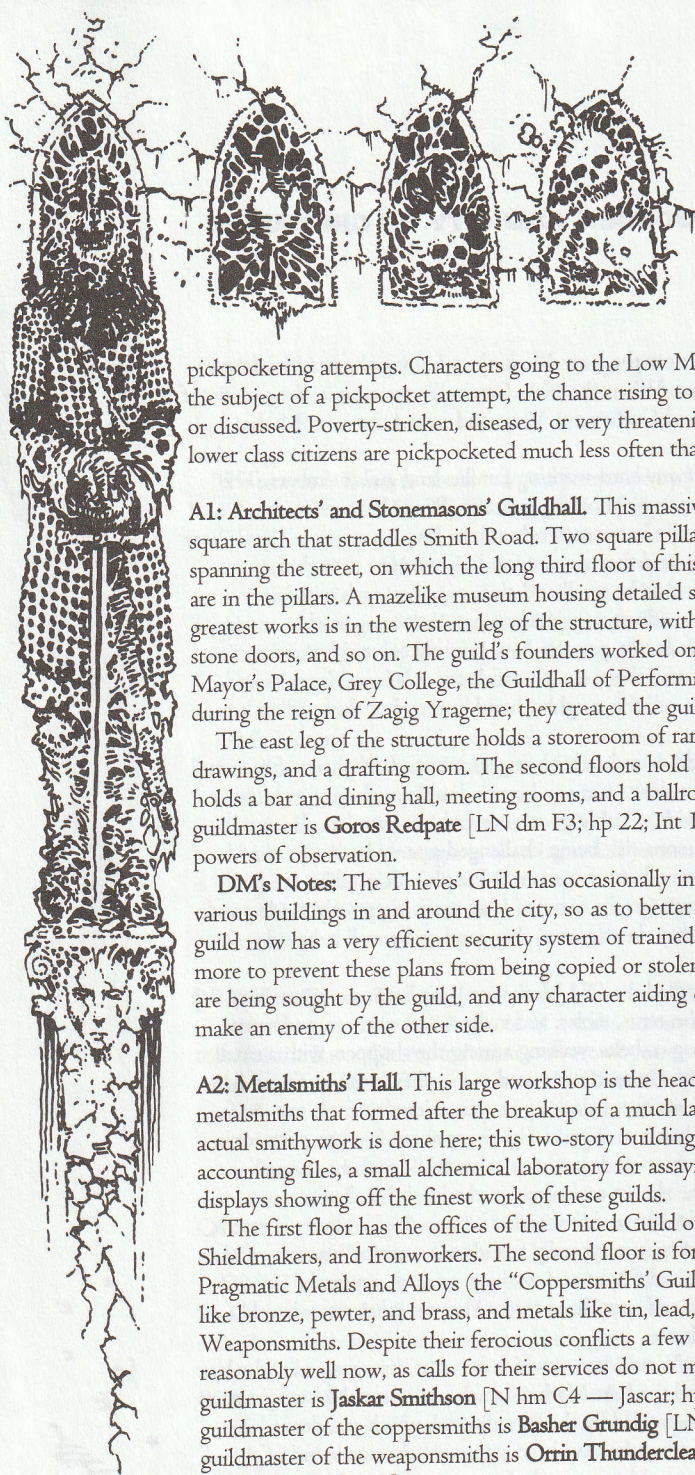 pickpocketing attempts. Characters going to the Low M
the subject of a pickpocket attempt, the chance rising to
or discussed. Poverty-stricken, diseased, or very threateni
lower class citizens are pickpocketed much less often tha
A1: Architects' and Stonemasons' Guildhall. This massiv
square arch that straddles Smith Road. Two square pilla
spanning the street, on which the long third floor of this
are in the pillars. A mazelike museum housing detailed s
greatest works is in the western leg of the structure, with
stone doors, and so on. The guild's founders worked on
Mayor's Palace, Grey College, the Guildhall of Performi
during the reign of Zagig Yragerne; they created the guil
The east leg of the structure holds a storeroom of rar
drawings, and a drafting room. The second floors hold
holds a bar and dining hall, meeting rooms, and a ballro
guildmaster is Goros Redpate [LN dm F3; hp 22; Int 1
powers of observation.
DM's Notes: The Thieves' Guild has occasionally in
various buildings in and around the city, so as to better
guild now has a very efficient security system of trained
more to prevent these plans from being copied or stolen
are being sought by the guild, and any character aiding
make an enemy of the other side.
A2: Metalsmiths' Hall. This large workshop is the head
metalsmiths that formed after the breakup of a much la
actual smithywork is done here; this two-story building
accounting files, a small alchemical laboratory for assay
displays showing off the finest work of these guilds.
The first floor has the offices of the United Guild o
Shieldmakers, and Ironworkers. The second floor is for
Pragmatic Metals and Alloys (the "Coppersmiths' Guil
like bronze, pewter, and brass, and metals like tin, lead,
Weaponsmiths. Despite their ferocious conflicts a few
reasonably well now, as calls for their services do not m
guildmaster is Jaskar Smithson [N hm C4 — Jascar; h
guildmaster of the coppersmiths is Basher Grundig [LN
guildmaster of the weaponsmiths is Orrin Thunderclea